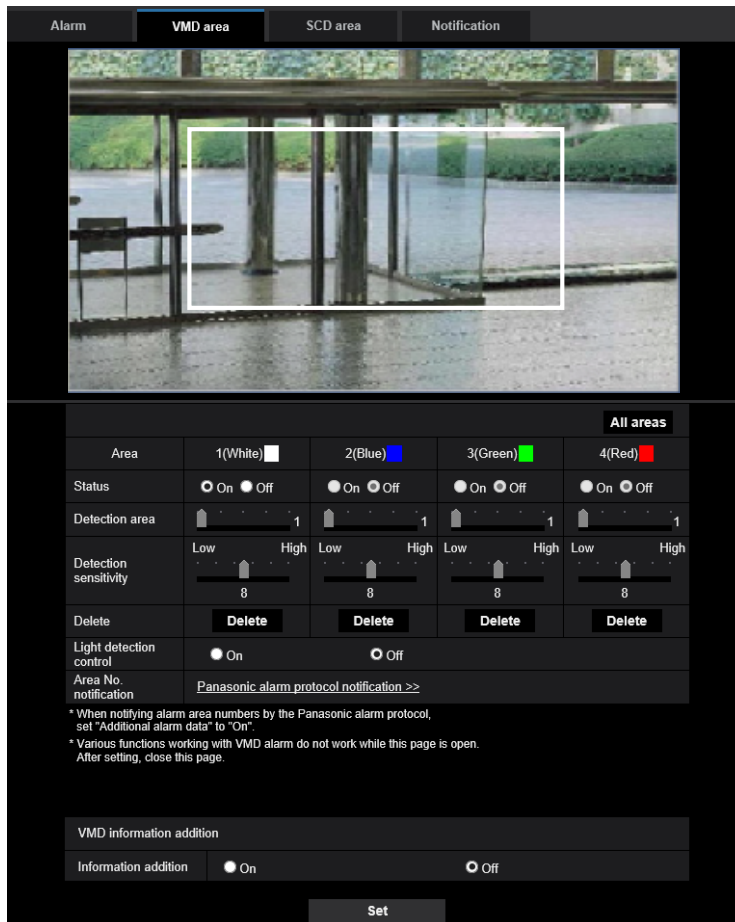 Alarm VMD area SCD area Notification
All areas
Area 1(White) 2(Blue) 3(Green) 4(Red)
Status On Off On Off On Off On Off
Detection area 1 1 1 1
Low High Low High Low High Low High
Detection
sensitivity
8 8 8 8
Delete Delete Delete Delete Delete
Light detection
control
On Off
Area No.
notification
Panasonic alarm protocol notification >>
* When notifying alarm area numbers by the Panasonic alarm protocol,
set "Additional alarm data" to "On".
* Various functions working with VMD alarm do not work while this page is open.
After setting, close this page.
VMD information addition
Information addition On Off
Set